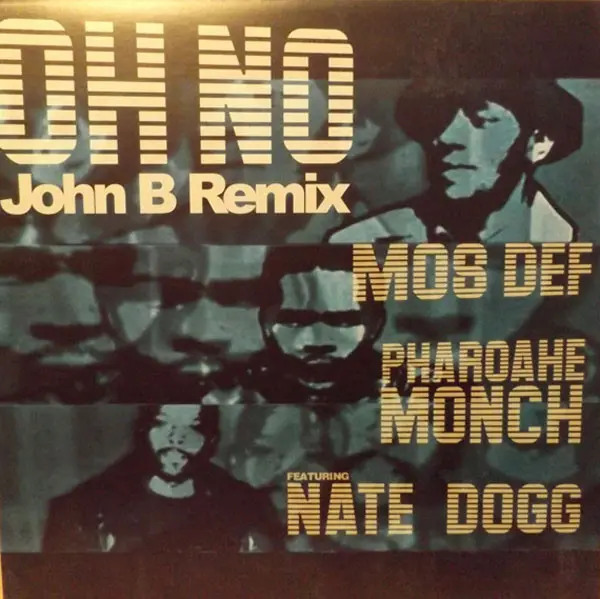 OH NO
John B Remix
MOS DEF
PHAROAHE
MONCH
FEATURING
NATE DOGG